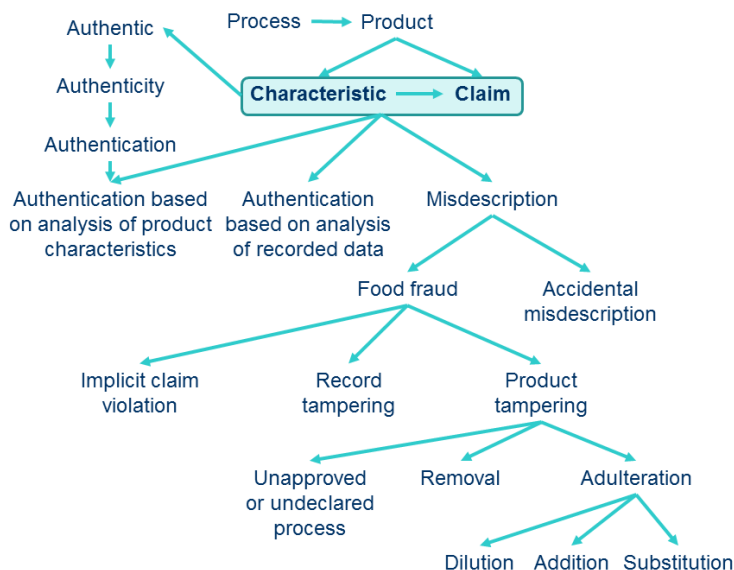 Authentic
Process
Product
Authenticity
Characteristic
Claim
Authentication
Authentication based
on analysis of product
characteristics
Authentication
based on analysis
of recorded data
Misdescription
Food fraud
Accidental
misdescription
Implicit claim
violation
Record
tampering
Product
tampering
Unapproved
or undeclared
process
Removal
Adulteration
Dilution
Addition
Substitution